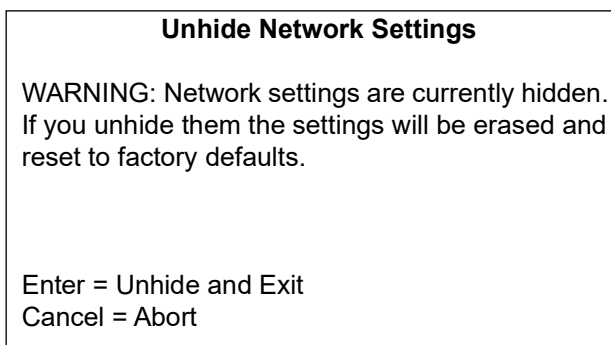 Unhide Network Settings
WARNING: Network settings are currently hidden.
If you unhide them the settings will be erased and
reset to factory defaults.
Enter = Unhide and Exit
Cancel = Abort